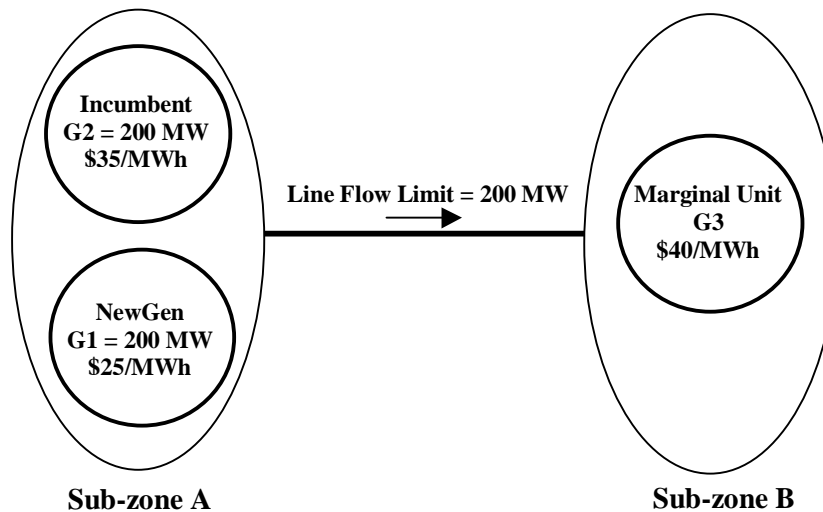 Incumbent
G2 = 200 MW
$35/MWh
NewGen
G1 = 200 MW
$25/MWh
Sub-zone A
Line Flow Limit = 200 MW
Marginal Unit
G3
$40/MWh
Sub-zone B